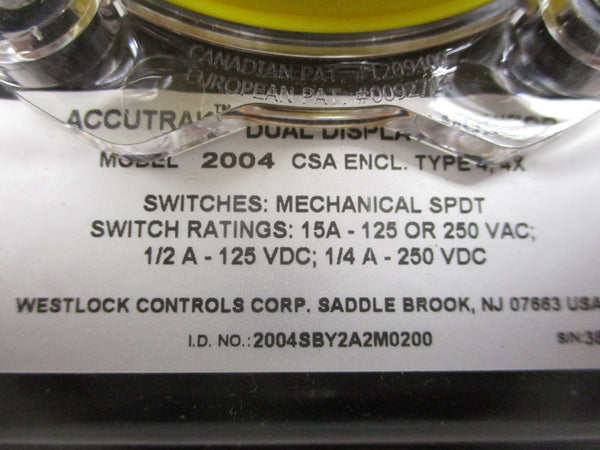 CANADIAN PAT.
EUROPEAN PAT.
ACCUTRAK™ DUAL DISPLAY MONITOR
MODEL 2004 CSA ENCL. TYPE 4, 4X
SWITCHES: MECHANICAL SPDT
SWITCH RATINGS: 15A - 125 OR 250 VAC;
1/2 A - 125 VDC; 1/4 A - 250 VDC
WESTLOCK CONTROLS CORP. SADDLE BROOK, NJ 07663 USA
I.D. NO.: 2004SBY2A2M0200 S/N: